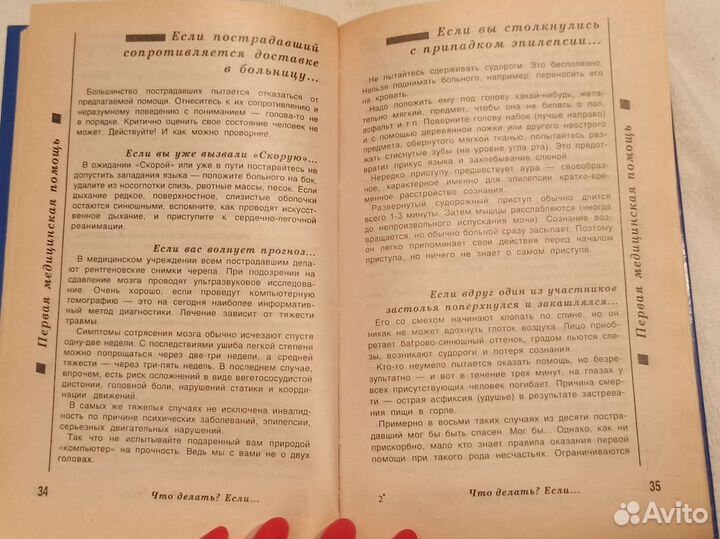 Если пострадавший
сопротивляется доставке
в больницу...
Большинство пострадавших пытается отказаться от
предлагаемой помощи. Отнеситесь к их сопротивлению и
неразумному поведению с пониманием — голова-то не
в порядке. Критично оценить свое состояние человек не
может. Действуйте! И как можно проворнее.
Если вы уже вызвали «Скорую»...
В ожидании «Скорой» или уже в пути постарайтесь не
допустить западания языка — положите больного на бок,
удалите из носоглотки слизь, рвотные массы, песок. Если
дыхание редкое, поверхностное, слизистые оболочки
остаются синюшными, вспомните, как проводят искусст-
венное дыхание, и приступите к сердечно-легочной
реанимации.
Если вас волнует прогноз...
В медицинском учреждении всем пострадавшим дела-
ют рентгеновские снимки черепа. При подозрении на
сдавление мозга проводят ультразвуковое исследование.
Очень хорошо, если проведут компьютерную
томографию — это на сегодня наиболее информатив-
ный метод диагностики. Лечение зависит от тяжести
травмы.
Симптомы сотрясения мозга обычно исчезают спустя
одну-две недели. С последствиями ушиба легкой степени
можно попрощаться через две-три недели, а средней
тяжести — через три-пять недель. В последнем случае,
впрочем, есть риск осложнений в виде вегетососудистой
дистонии, головной боли, нарушений статики и коорди-
нации движений.
В самых же тяжелых случаях не исключена инвалид-
ность по причине психических заболеваний, эпилепсии,
серьезных двигательных нарушений.
Так что не испытывайте подаренный вам природой
«компьютер» на прочность. Ведь мы с вами не о двух
головах.
Первая медицинская помощь
34
Что делать? Если...
Если вы столкнулись
с припадком эпилепсии...
Не пытайтесь сдерживать судороги. Это бесполезно.
Нельзя поднимать больного, например, переносить его
на кровать.
Надо положить ему под голову какой-нибудь, жела-
тельно мягкий, предмет, чтобы она не билась о пол,
асфальт и т.п. Поверните голову набок (лучше направо)
и с помощью деревянной ложки или другого неострого
предмета, обернутого мягкой тканью, попытайтесь раз-
жать стиснутые зубы (на уровне угла рта). Это предот-
вратит прикус языка и захлебывание слюной.
Нередко приступу предшествует аура — своеобраз-
ное, характерное именно для эпилепсии кратко-вре-
менное расстройство сознания.
Развернутый судорожный приступ обычно длится
всего 1-3 минуты. Затем мышцы расслабляются (иногда
до непроизвольного испускания мочи). Сознание воз-
вращается, но обычно больной сразу засыпает. Поэтому
он легко припоминает свои действия перед началом
приступа, но ничего не знает о самом приступе.
Если вдруг один из участников
застолья поперхнулся и закашлялся...
Его со смехом начинают хлопать по спине, но он
никак не может вдохнуть глоток воздуха. Лицо приоб-
ретает багрово-синюшный оттенок, градом льются сле-
зы, возникают судороги и потеря сознания.
Кто-то неумело пытается оказать помощь, но безре-
зультатно — и вот в течение трех минут, на глазах у
всех присутствующих человек погибает. Причина смер-
ти — острая асфиксия (удушье) в результате застрева-
ния пищи в горле.
Примерно в восьми таких случаях из десяти постра-
давший мог бы быть спасен. Мог бы... Однако, как ни
прискорбно, мало кто знает правила оказания первой
помощи при такого рода несчастьях. Ограничиваются
Первая медицинская помощь
2*
Что делать? Если...
35
Avito